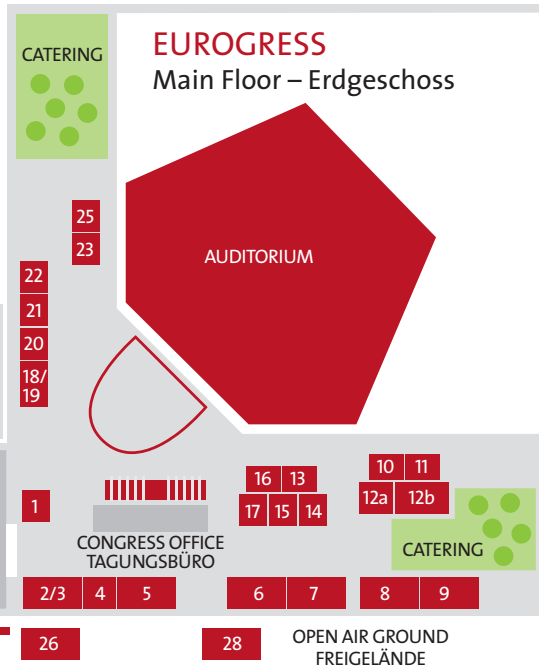 EUROGRESS
Main Floor – Erdgeschoss
CATERING
AUDITORIUM
25
23
22
21
20
18/
19
1
CONGRESS OFFICE
TAGUNGSBÜRO
16 13
17 15 14
10 11
12a 12b
CATERING
2/3 4 5 6 7 8 9
26 28
OPEN AIR GROUND
FREIGELÄNDE